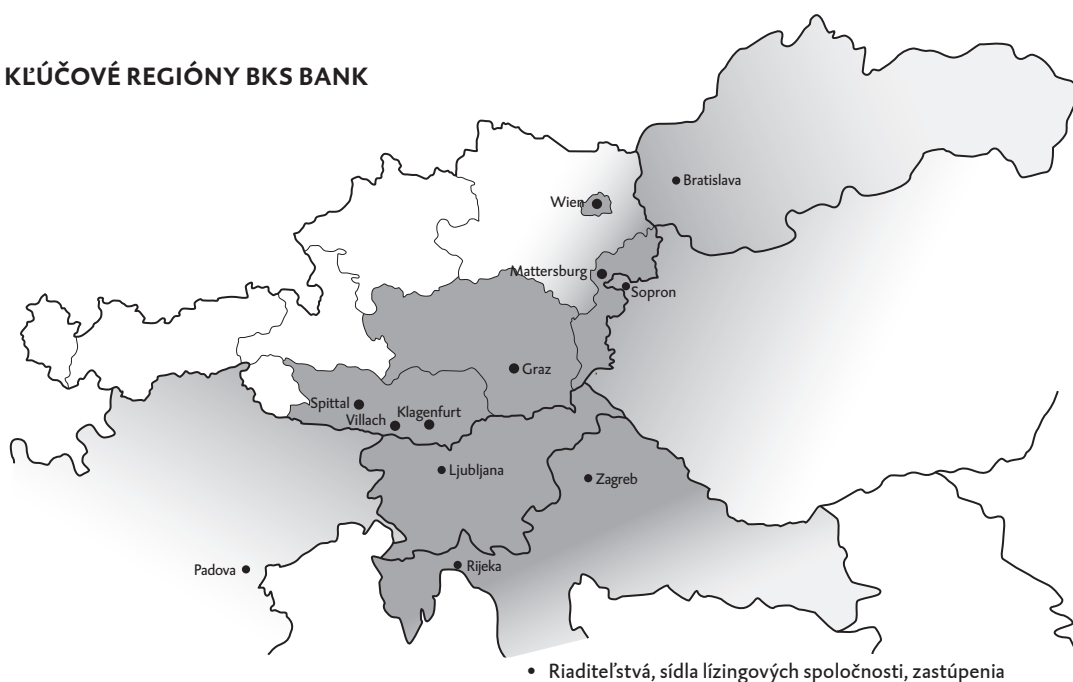 KĽÚČOVÉ REGIÓNY BKS BANK
Bratislava
Wien
Mattersburg
Sopron
Graz
Spittal
Villach
Klagenfurt
Ljubljana
Zagreb
Padova
Rijeka
• Riaditeľstvá, sídla lízingových spoločnosti, zastúpenia